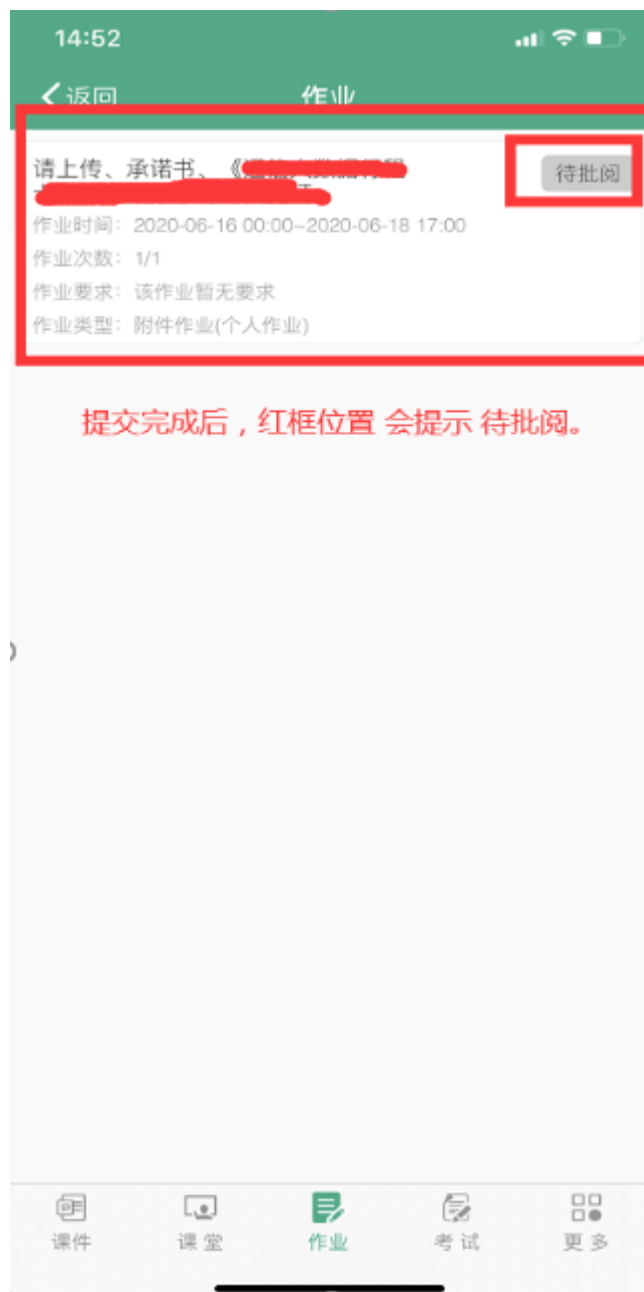 14:52
返回
作业
请上传、承诺书、《
待批阅
作业时间：2020-06-16 00:00~2020-06-18 17:00
作业次数：1/1
作业要求：该作业暂无要求
作业类型：附件作业(个人作业)
提交完成后，红框位置 会提示 待批阅。
课件
课堂
作业
考试
更多